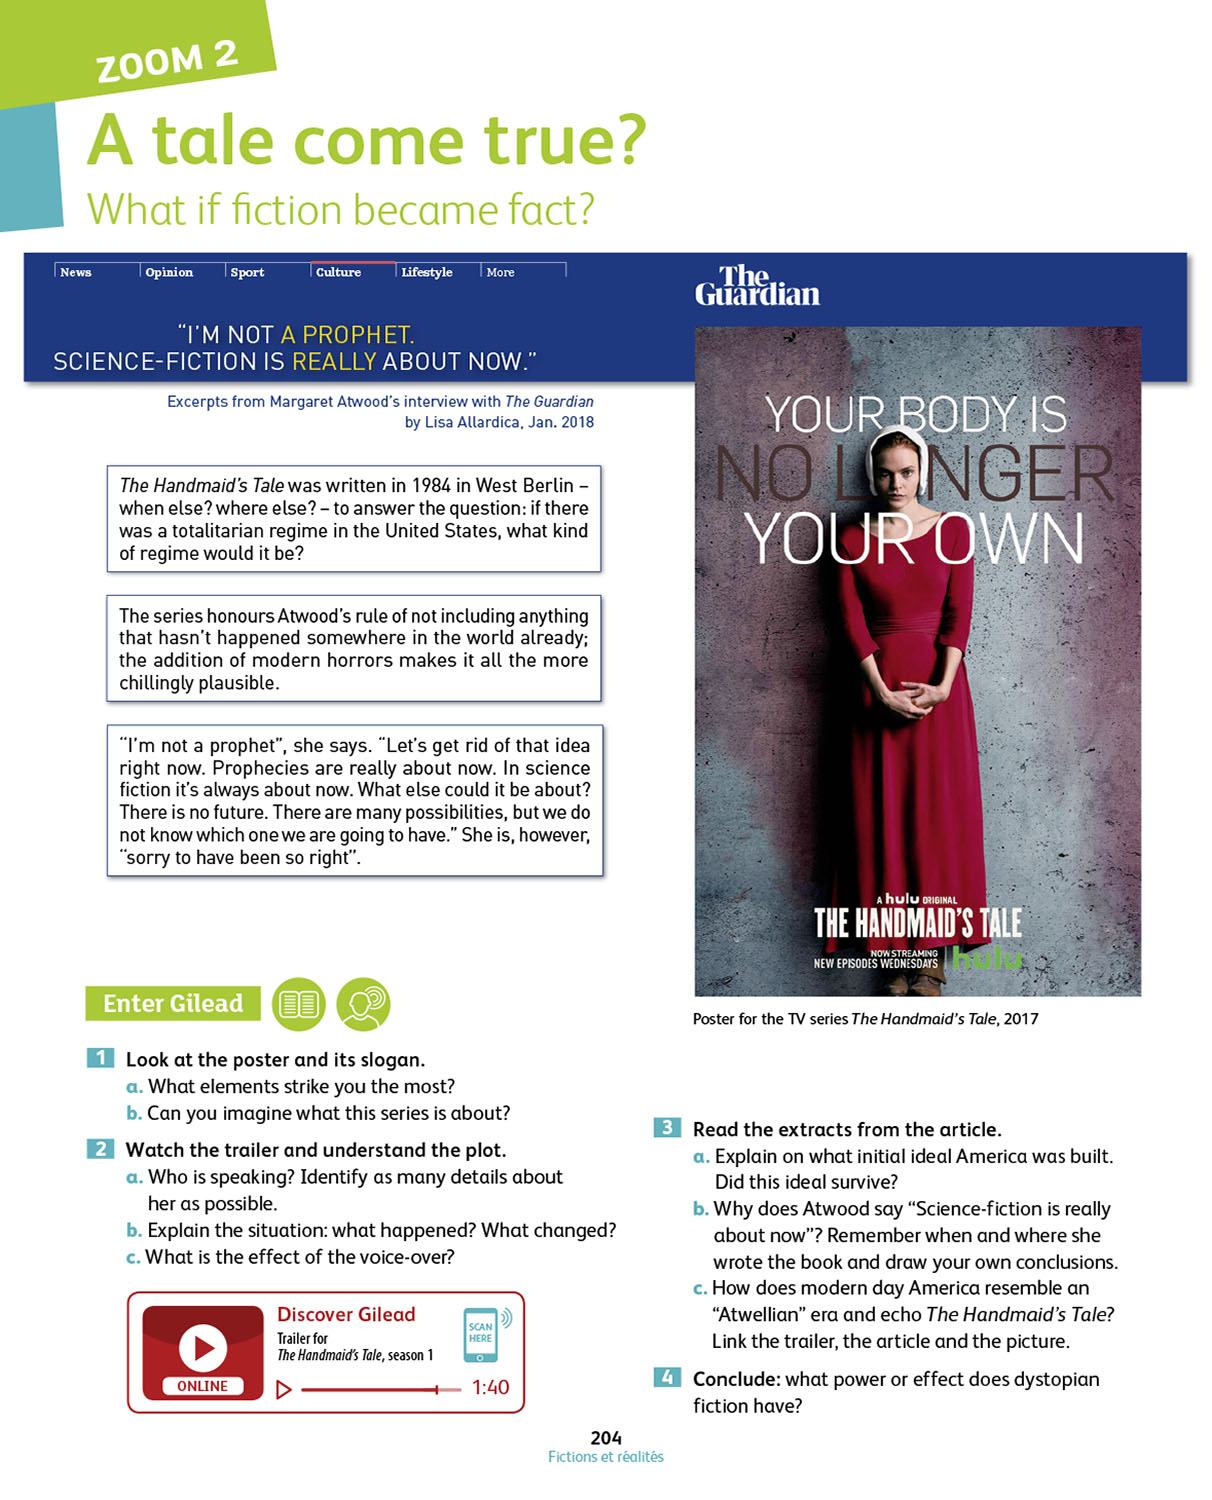 ZOOM 2
A tale come true?
What if fiction became fact?
News Opinion Sport Culture Lifestyle More
The
Guardian
“I’M NOT A PROPHET.
SCIENCE-FICTION IS REALLY ABOUT NOW.”
Excerpts from Margaret Atwood’s interview with The Guardian
by Lisa Allardica, Jan. 2018
The Handmaid’s Tale was written in 1984 in West Berlin –
when else? where else? – to answer the question: if there
was a totalitarian regime in the United States, what kind
of regime would it be?
The series honours Atwood’s rule of not including anything
that hasn’t happened somewhere in the world already;
the addition of modern horrors makes it all the more
chillingly plausible.
“I’m not a prophet”, she says. “Let’s get rid of that idea
right now. Prophecies are really about now. In science
fiction it’s always about now. What else could it be about?
There is no future. There are many possibilities, but we do
not know which one we are going to have.” She is, however,
“sorry to have been so right”.
YOUR BODY IS
NO LONGER
YOUR OWN
A hulu ORIGINAL
THE HANDMAID’S TALE
NOW STREAMING
NEW EPISODES WEDNESDAYS
hulu
Poster for the TV series The Handmaid’s Tale, 2017
Enter Gilead
1 Look at the poster and its slogan.
a. What elements strike you the most?
b. Can you imagine what this series is about?
2 Watch the trailer and understand the plot.
a. Who is speaking? Identify as many details about
her as possible.
b. Explain the situation: what happened? What changed?
c. What is the effect of the voice-over?
Discover Gilead
Trailer for
The Handmaid’s Tale, season 1
ONLINE
1:40
SCAN
HERE
3 Read the extracts from the article.
a. Explain on what initial ideal America was built.
Did this ideal survive?
b. Why does Atwood say “Science-fiction is really
about now”? Remember when and where she
wrote the book and draw your own conclusions.
c. How does modern day America resemble an
“Atwellian” era and echo The Handmaid’s Tale?
Link the trailer, the article and the picture.
4 Conclude: what power or effect does dystopian
fiction have?
204
Fictions et réalités